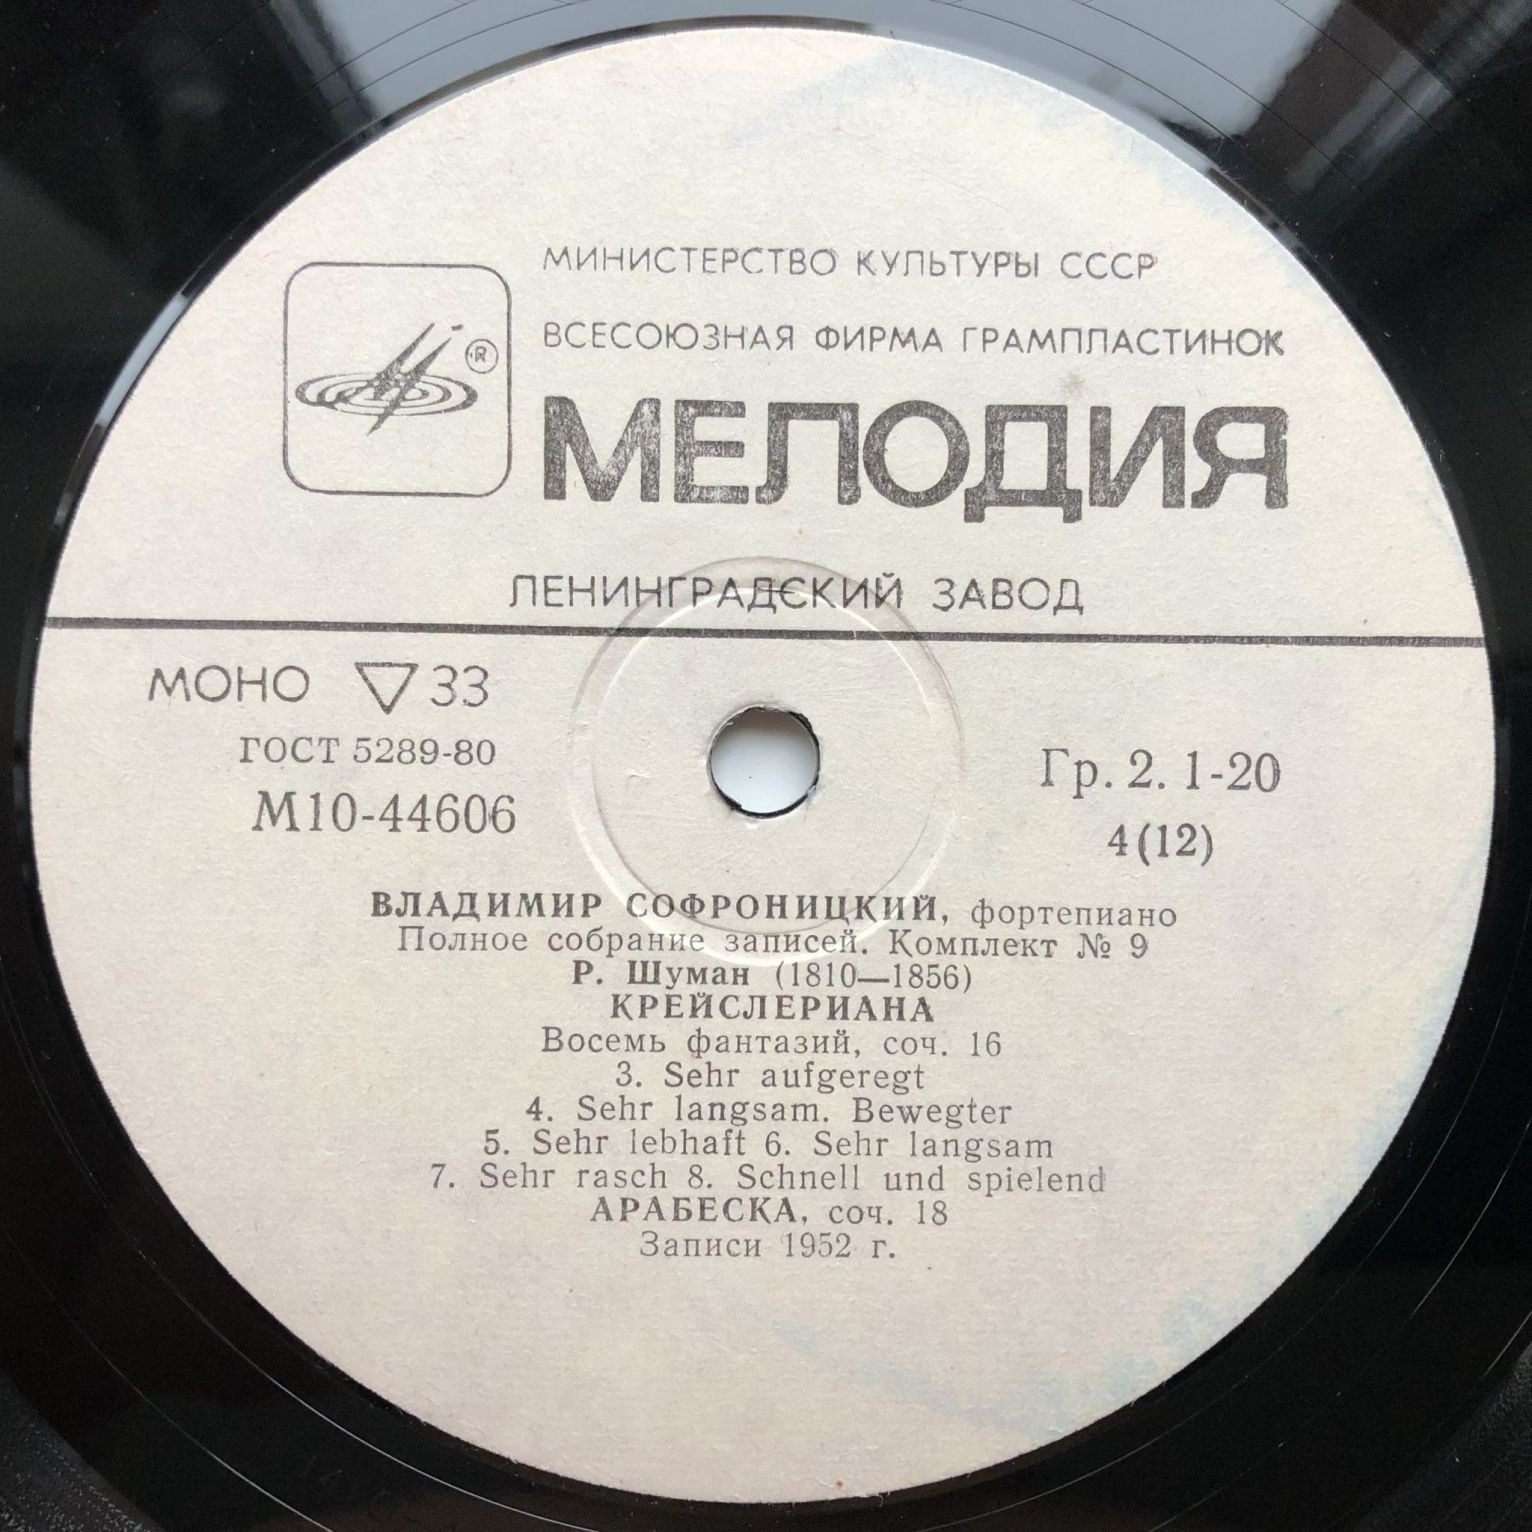 МИНИСТЕРСТВО КУЛЬТУРЫ СССР
ВСЕСОЮЗНАЯ ФИРМА ГРАМПЛАСТИНОК
®
МЕЛОДИЯ
ЛЕНИНГРАДСКИЙ ЗАВОД
МОНО ▽ 33
ГОСТ 5289-80
М10-44606
Гр. 2. 1-20
4(12)
ВЛАДИМИР СОФРОНИЦКИЙ, фортепиано
Полное собрание записей. Комплект № 9
Р. Шуман (1810—1856)
КРЕЙСЛЕРИАНА
Восемь фантазий, соч. 16
3. Sehr aufgeregt
4. Sehr langsam. Bewegter
5. Sehr lebhaft 6. Sehr langsam
7. Sehr rasch 8. Schnell und spielend
АРАБЕСКА, соч. 18
Записи 1952 г.